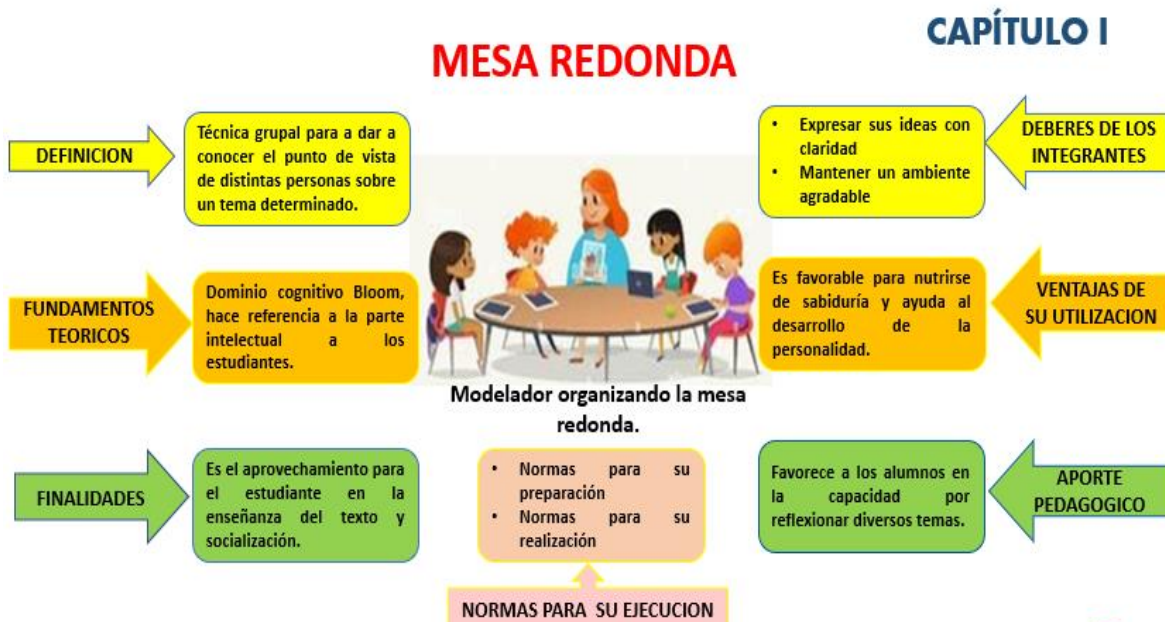 CAPÍTULO I
MESA REDONDA
DEFINICION
Técnica grupal para a dar a
conocer el punto de vista
de distintas personas sobre
un tema determinado.
• Expresar sus ideas con
claridad
• Mantener un ambiente
agradable
DEBERES DE LOS
INTEGRANTES
FUNDAMENTOS
TEORICOS
Dominio cognitivo Bloom,
hace referencia a la parte
intelectual a los
estudiantes.
Es favorable para nutrirse
de sabiduría y ayuda al
desarrollo de la
personalidad.
VENTAJAS DE
SU UTILIZACION
Modelador organizando la mesa
redonda.
FINALIDADES
Es el aprovechamiento para
el estudiante en la
enseñanza del texto y
socialización.
• Normas para su
preparación
• Normas para su
realización
Favorece a los alumnos en
la capacidad por
reflexionar diversos temas.
APORTE
PEDAGOGICO
NORMAS PARA SU EJECUCION